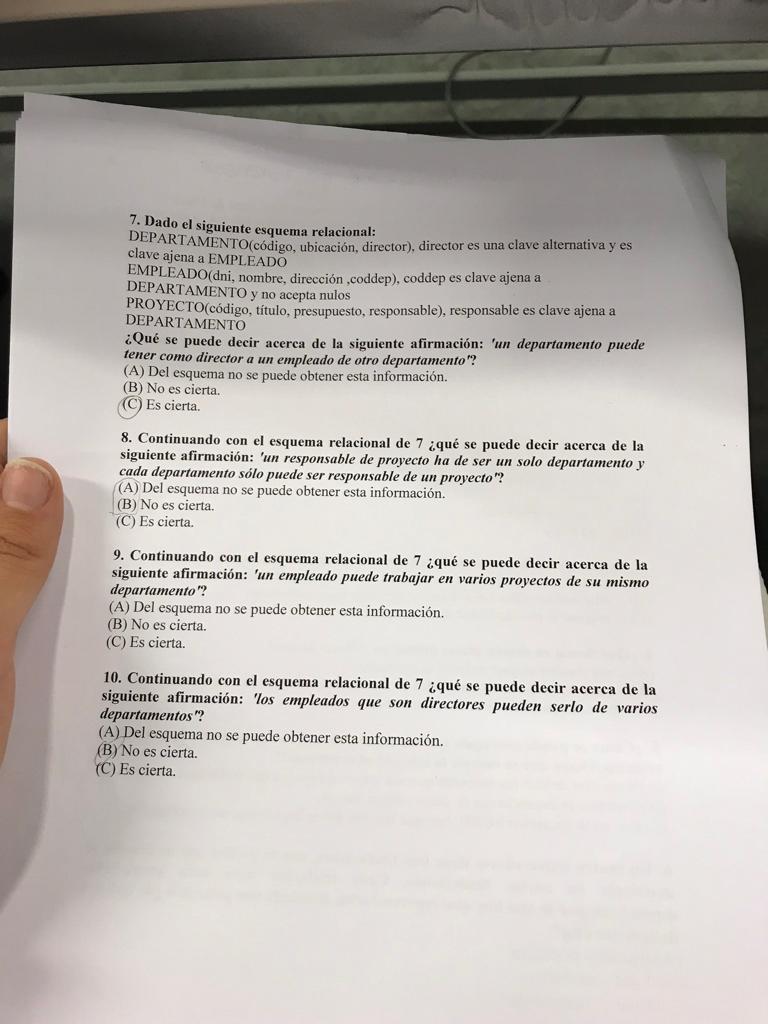 7. Dado el siguiente esquema relacional:
DEPARTAMENTO(código, ubicación, director), director es una clave alternativa y es
clave ajena a EMPLEADO
EMPLEADO(dni, nombre, dirección ,coddep), coddep es clave ajena a
DEPARTAMENTO y no acepta nulos
PROYECTO(código, título, presupuesto, responsable), responsable es clave ajena a
DEPARTAMENTO
¿Qué se puede decir acerca de la siguiente afirmación: 'un departamento puede
tener como director a un empleado de otro departamento'?
(A) Del esquema no se puede obtener esta información.
(B) No es cierta.
(C) Es cierta.
8. Continuando con el esquema relacional de 7 ¿qué se puede decir acerca de la
siguiente afirmación: 'un responsable de proyecto ha de ser un solo departamento y
cada departamento sólo puede ser responsable de un proyecto'?
(A) Del esquema no se puede obtener esta información.
(B) No es cierta.
(C) Es cierta.
9. Continuando con el esquema relacional de 7 ¿qué se puede decir acerca de la
siguiente afirmación: 'un empleado puede trabajar en varios proyectos de su mismo
departamento'?
(A) Del esquema no se puede obtener esta información.
(B) No es cierta.
(C) Es cierta.
10. Continuando con el esquema relacional de 7 ¿qué se puede decir acerca de la
siguiente afirmación: 'los empleados que son directores pueden serlo de varios
departamentos'?
(A) Del esquema no se puede obtener esta información.
(B) No es cierta.
(C) Es cierta.